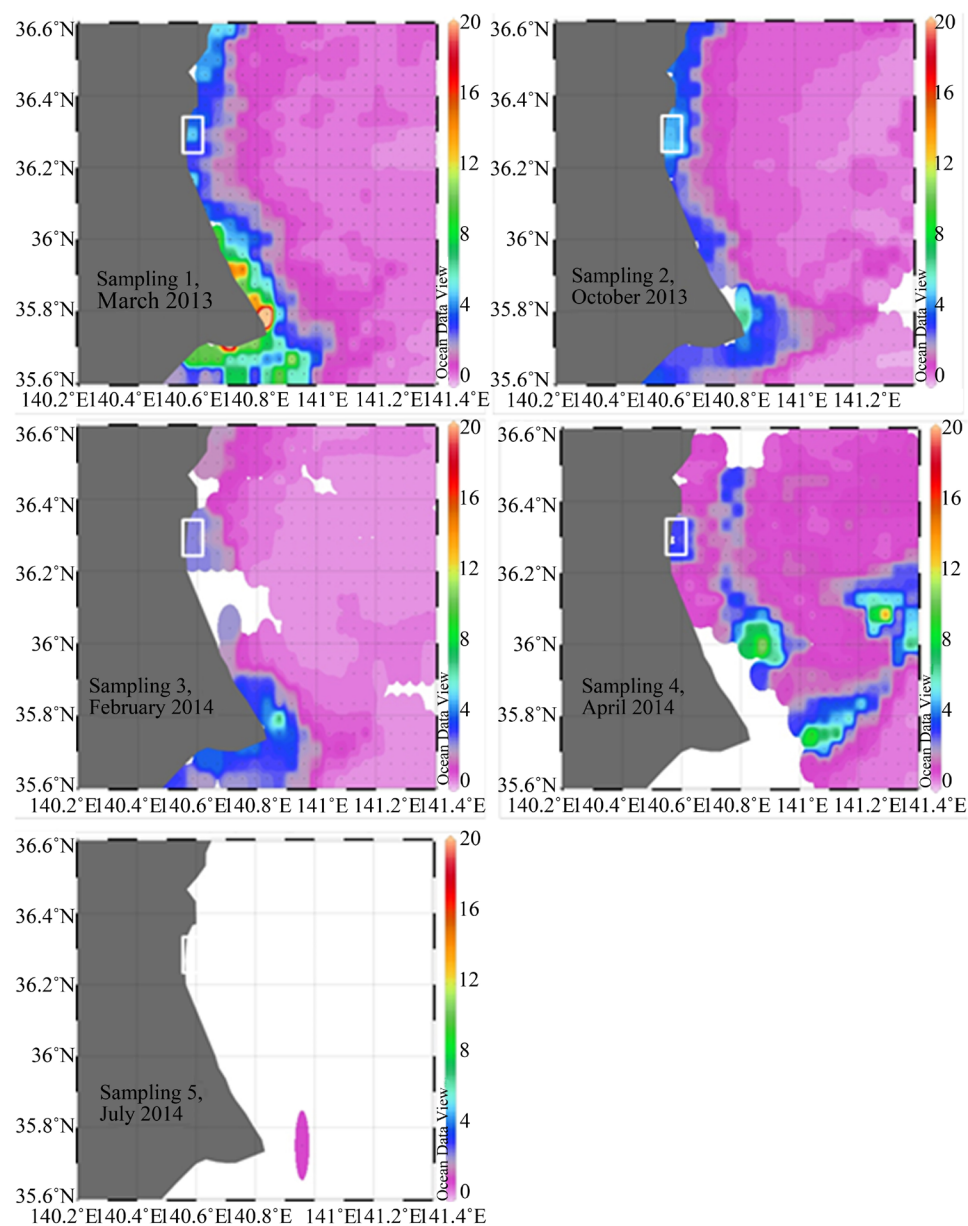 36.6˚N
36.4˚N
36.2˚N
36˚N
35.8˚N
35.6˚N
Sampling 1,
March 2013
20
16
12
8
4
0
Ocean Data View
140.2˚E140.4˚E140.6˚E140.8˚E 141˚E 141.2˚E141.4˚E
36.6˚N
36.4˚N
36.2˚N
36˚N
35.8˚N
35.6˚N
Sampling 2,
October 2013
20
16
12
8
4
0
Ocean Data View
140.2˚E140.4˚E140.6˚E140.8˚E 141˚E 141.2˚E
36.6˚N
36.4˚N
36.2˚N
36˚N
35.8˚N
35.6˚N
Sampling 3,
February 2014
20
16
12
8
4
0
Ocean Data View
140.2˚E140.4˚E140.6˚E140.8˚E 141˚E 141.2˚E141.4˚E
36.6˚N
36.4˚N
36.2˚N
36˚N
35.8˚N
35.6˚N
Sampling 4,
April 2014
20
16
12
8
4
0
Ocean Data View
140.2˚E140.4˚E140.6˚E140.8˚E 141˚E 141.2˚E141.4˚E
36.6˚N
36.4˚N
36.2˚N
36˚N
35.8˚N
35.6˚N
Sampling 5,
July 2014
20
16
12
8
4
0
Ocean Data View
140.2˚E140.4˚E140.6˚E140.8˚E 141˚E141.2˚E141.4˚E